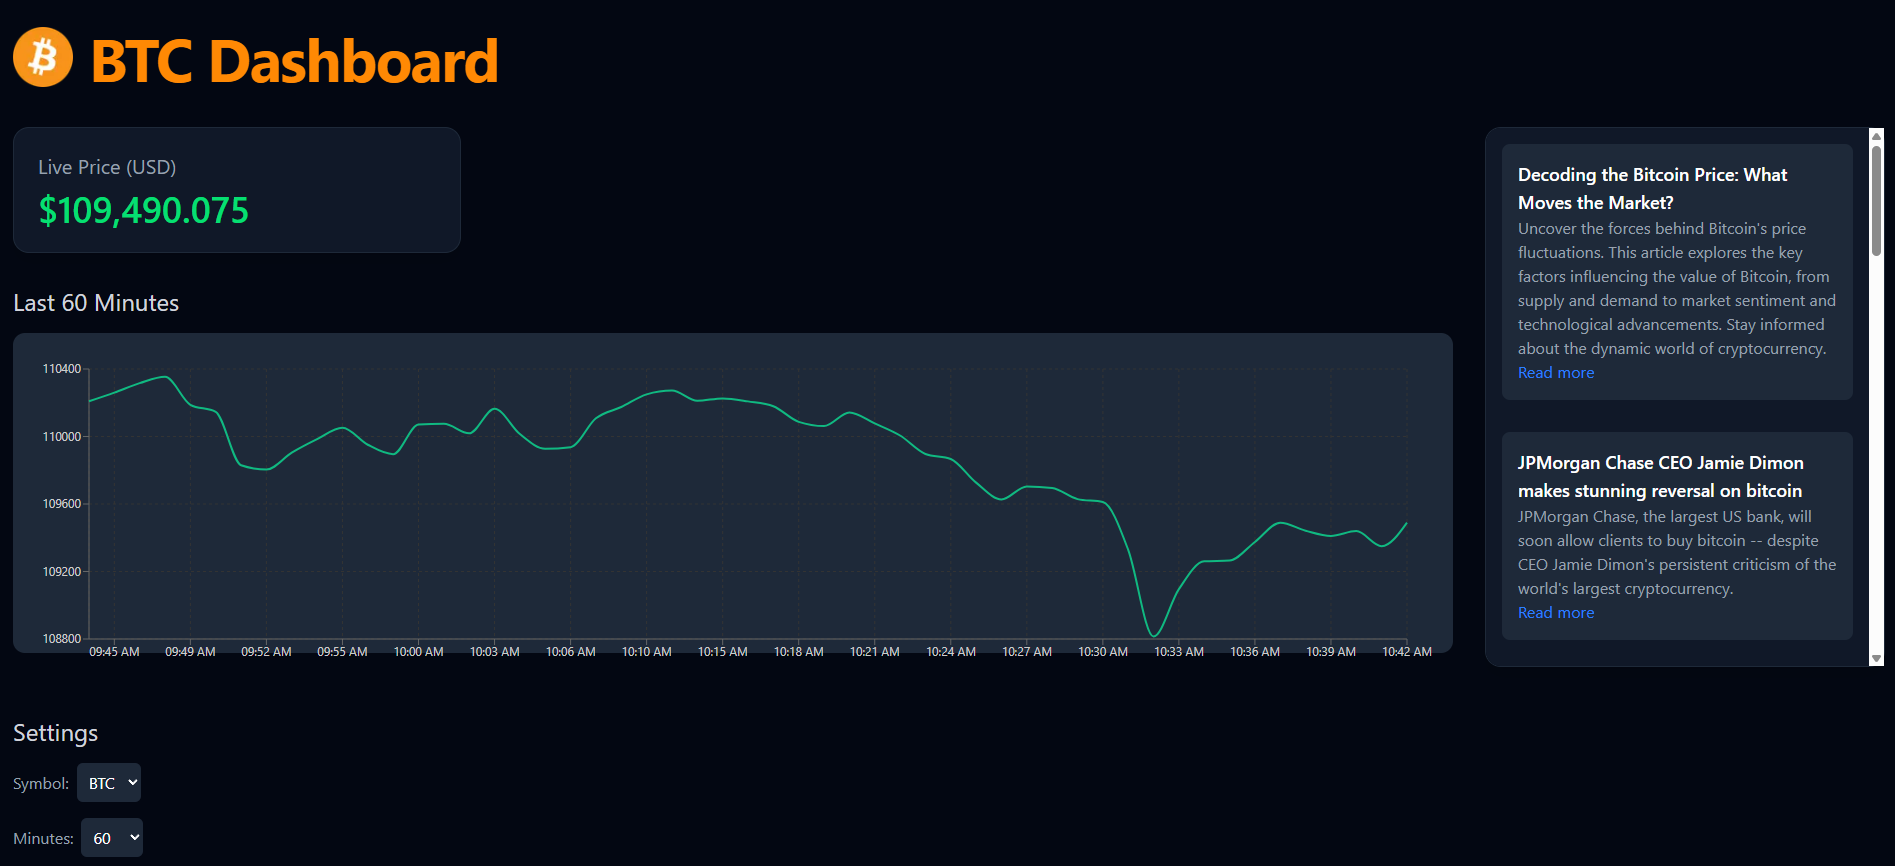 BTC Dashboard
Live Price (USD)
$109,490.075
Last 60 Minutes
110400
110000
109600
109200
108800
09:45 AM 09:49 AM 09:52 AM 09:55 AM 10:00 AM 10:03 AM 10:06 AM 10:10 AM 10:15 AM 10:18 AM 10:21 AM 10:24 AM 10:27 AM 10:30 AM 10:33 AM 10:36 AM 10:39 AM 10:42 AM
Decoding the Bitcoin Price: What
Moves the Market?
Uncover the forces behind Bitcoin's price
fluctuations. This article explores the key
factors influencing the value of Bitcoin, from
supply and demand to market sentiment and
technological advancements. Stay informed
about the dynamic world of cryptocurrency.
Read more
JPMorgan Chase CEO Jamie Dimon
makes stunning reversal on bitcoin
JPMorgan Chase, the largest US bank, will
soon allow clients to buy bitcoin -- despite
CEO Jamie Dimon's persistent criticism of the
world's largest cryptocurrency.
Read more
Settings
Symbol: BTC
Minutes: 60